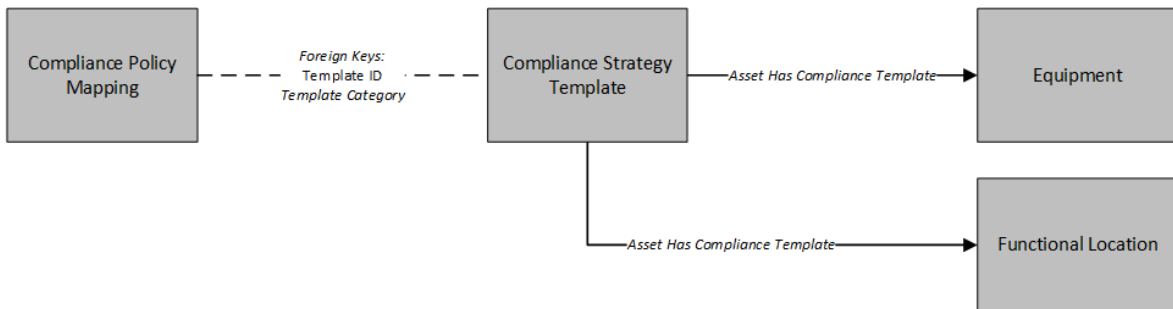 Compliance Policy
Mapping
Foreign Keys:
Template ID
Template Category
Compliance Strategy
Template
Asset Has Compliance Template
Equipment
Asset Has Compliance Template
Functional Location